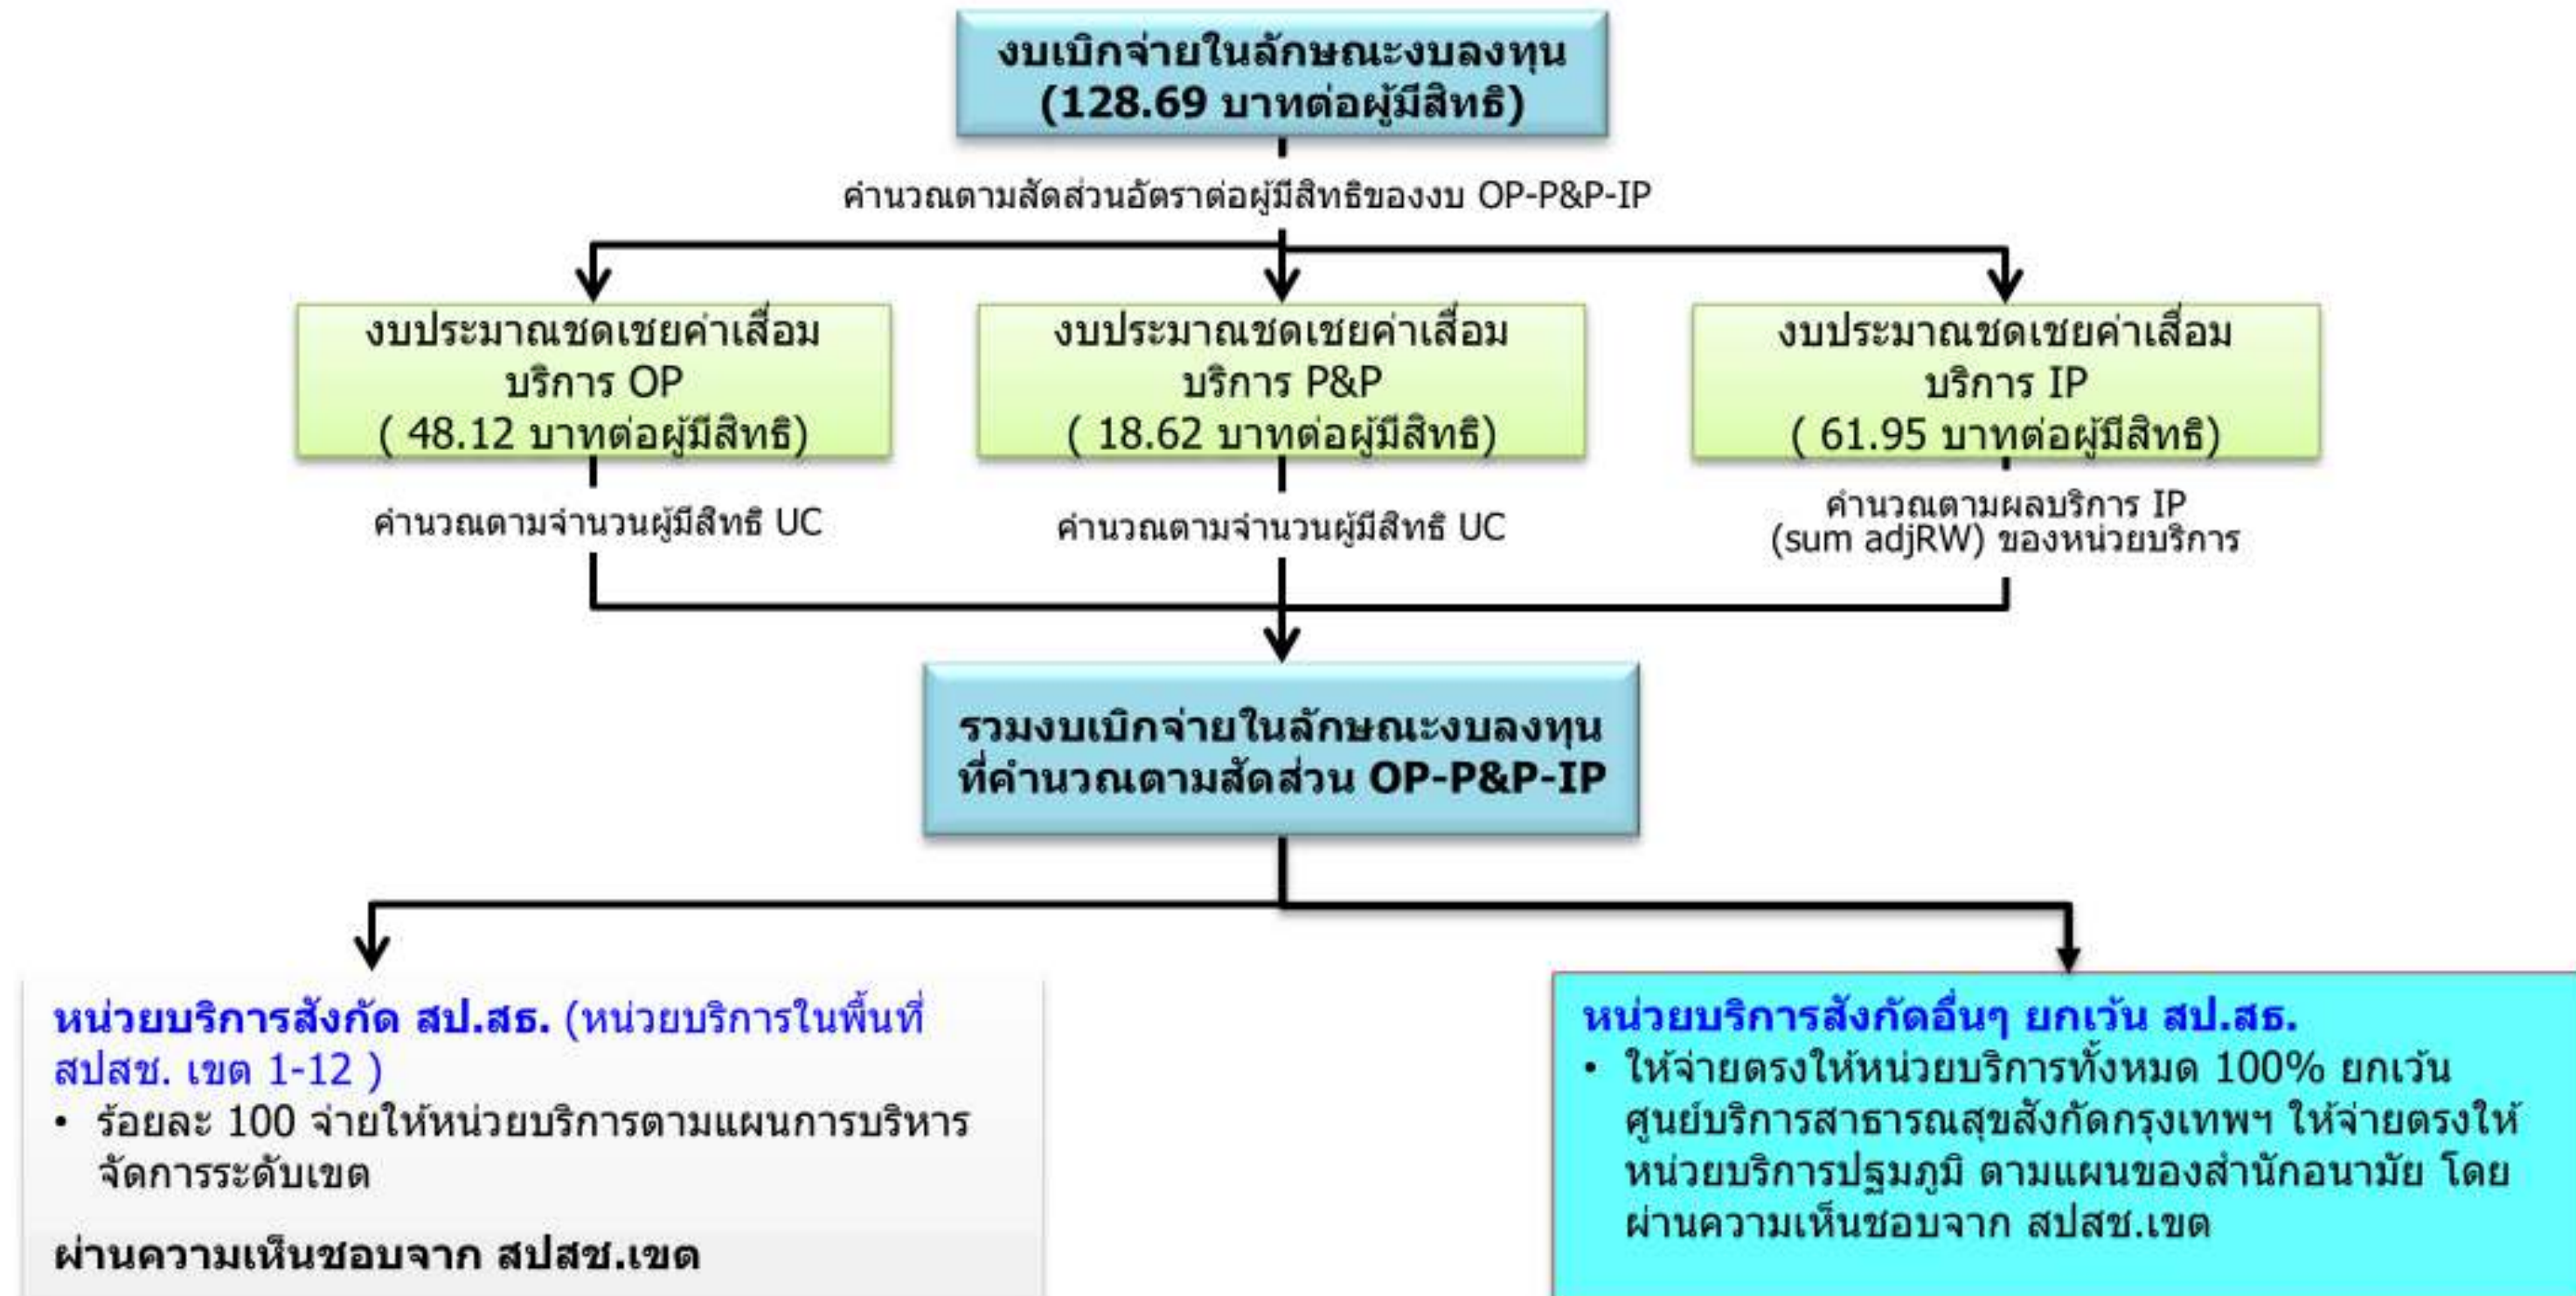 งบเบิกจ่ายในลักษณะงบลงทุน
(128.69 บาทต่อผู้มีสิทธิ)
คำนวณตามสัดส่วนอัตราต่อผู้มีสิทธิของงบ OP-P&P-IP
งบประมาณชดเชยค่าเสื่อม
บริการ OP
( 48.12 บาทต่อผู้มีสิทธิ)
งบประมาณชดเชยค่าเสื่อม
บริการ P&P
( 18.62 บาทต่อผู้มีสิทธิ)
งบประมาณชดเชยค่าเสื่อม
บริการ IP
( 61.95 บาทต่อผู้มีสิทธิ)
คำนวณตามจำนวนผู้มีสิทธิ UC
คำนวณตามจำนวนผู้มีสิทธิ UC
คำนวณตามผลบริการ IP
(sum adjRW) ของหน่วยบริการ
รวมงบเบิกจ่ายในลักษณะงบลงทุน
ที่คำนวณตามสัดส่วน OP-P&P-IP
หน่วยบริการสังกัด สป.สธ. (หน่วยบริการในพื้นที่
สปสช. เขต 1-12 )
• ร้อยละ 100 จ่ายให้หน่วยบริการตามแผนการบริหาร
จัดการระดับเขต
ผ่านความเห็นชอบจาก สปสช.เขต
หน่วยบริการสังกัดอื่นๆ ยกเว้น สป.สธ.
• ให้จ่ายตรงให้หน่วยบริการทั้งหมด 100% ยกเว้น
ศูนย์บริการสาธารณสุขสังกัดกรุงเทพฯ ให้จ่ายตรงให้
หน่วยบริการปฐมภูมิ ตามแผนของสำนักอนามัย โดย
ผ่านความเห็นชอบจาก สปสช.เขต